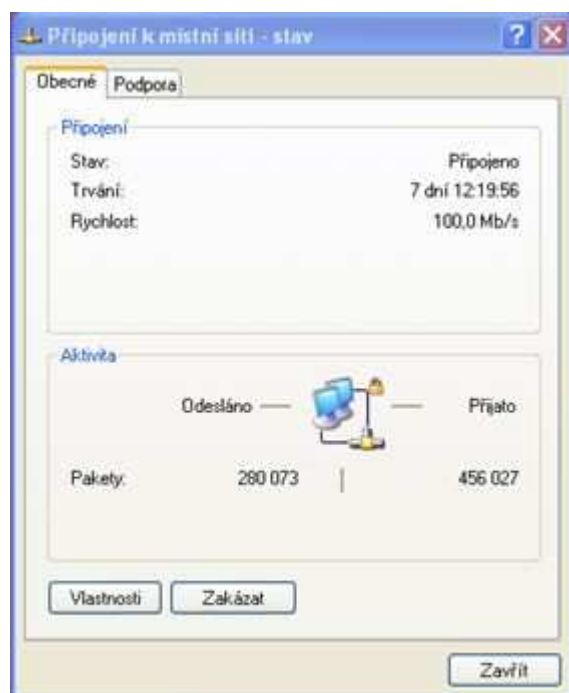 Připojení k místní síti - stav
Obecné Podpora
Připojení
Stav: Připojeno
Trvání: 7 dní 12:19:56
Rychlost: 100,0 Mb/s
Aktivita
Odesláno — — Přijato
Pakety: 280 073 | 456 027
Vlastnosti Zakázat
Zavřít